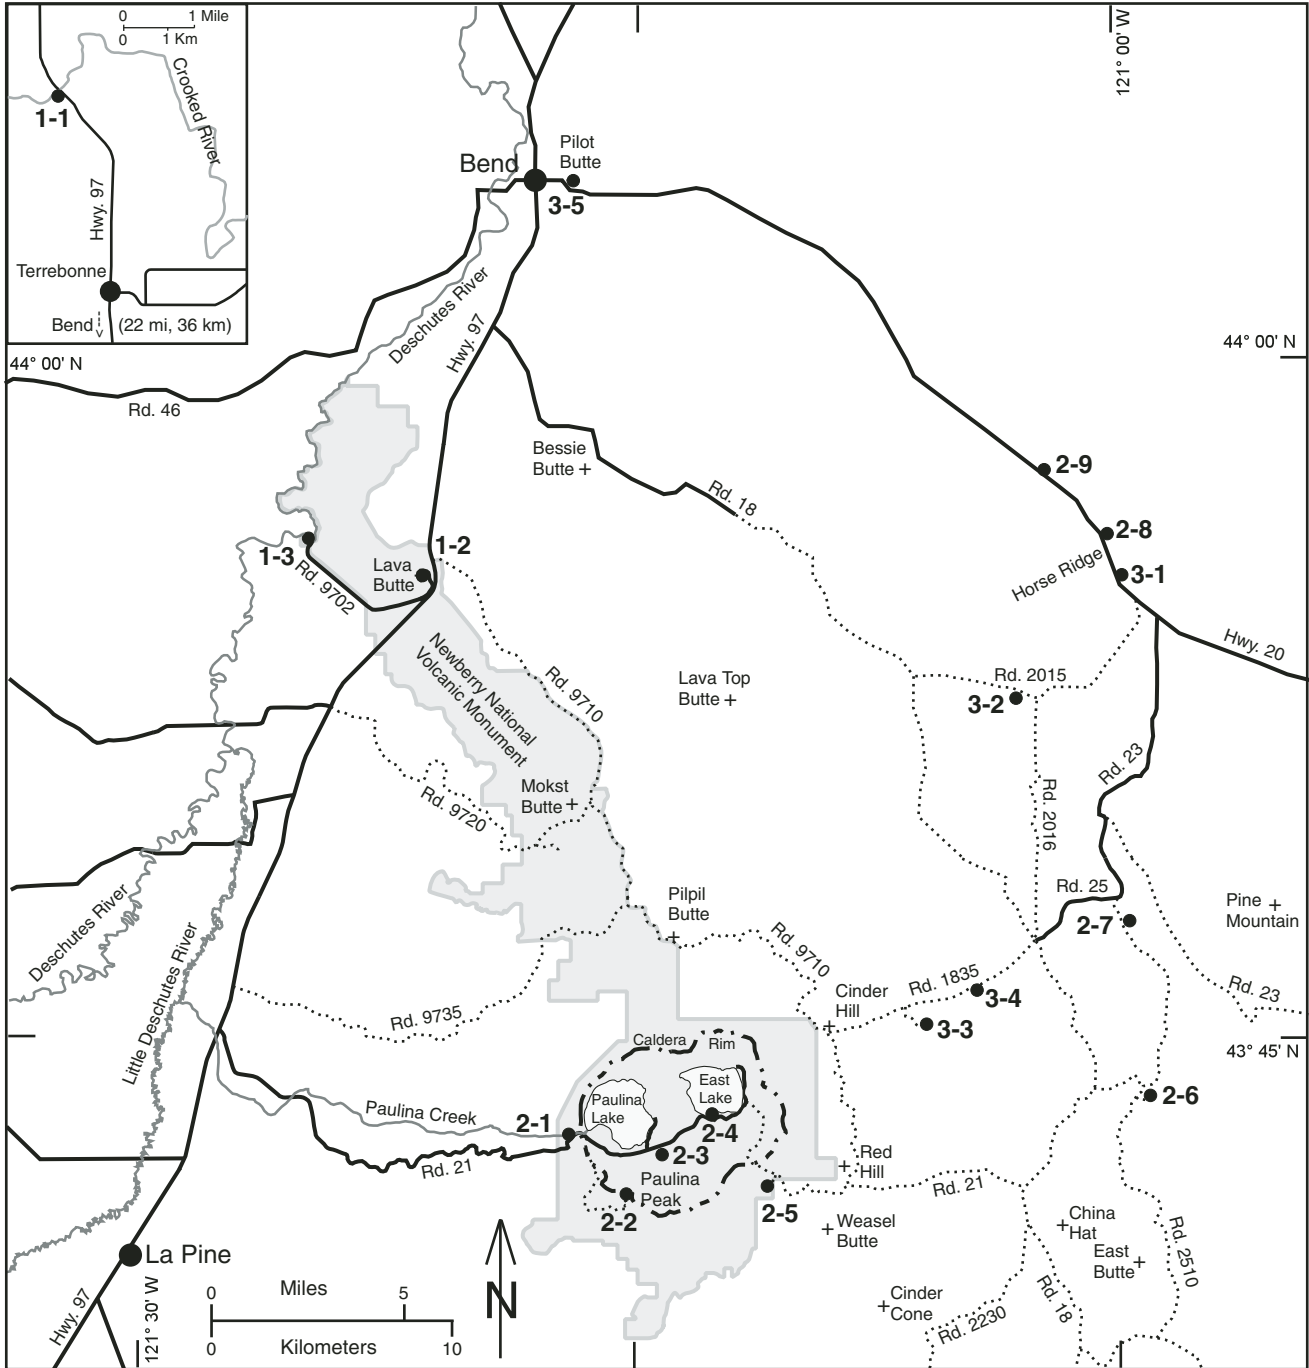 0 1 Mile
0 1 Km
Crooked River
1-1
Hwy. 97
Terrebonne
Bend (22 mi, 36 km)
121° 00' W
Bend
Pilot
Butte
3-5
Deschutes River
Hwy. 97
44° 00' N
44° 00' N
Rd. 46
Bessie
Butte
Rd. 18
2-9
2-8
3-1
Horse Ridge
Hwy. 20
1-2
1-3
Lava
Butte
Rd. 9702
Newberry National
Volcanic Monument
Rd. 9710
Lava Top
Butte
Rd. 2015
3-2
Rd. 23
Rd. 2016
Mokst
Butte
Rd. 9720
Rd. 25
2-7
Pine
Mountain
Pilpil
Butte
Deschutes River
Little Deschutes River
Rd. 9710
Rd. 1835
3-4
3-3
Rd. 23
Cinder
Hill
Rd. 9735
43° 45' N
Caldera Rim
East
Lake
Paulina
Lake
Paulina Creek
2-1
2-4
2-3
2-6
Rd. 21
Paulina
Peak
2-2
2-5
Red
Hill
Rd. 21
Weasel
Butte
China
Hat
East
Butte
Rd. 2510
La Pine
Hwy. 97
121° 30' W
Miles
0 5
Kilometers
0 10
N
Cinder
Cone
Rd. 2230
Rd. 18